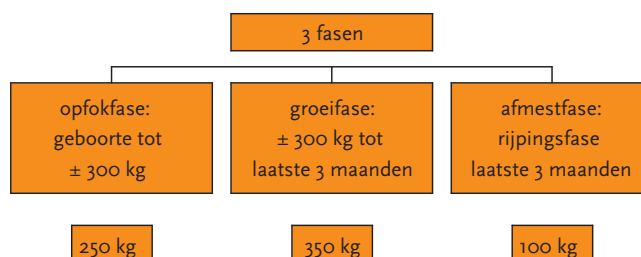 3 fasen
opfokfase:
geboorte tot
± 300 kg
groeifase:
± 300 kg tot
laatste 3 maanden
afmestfase:
rijpingsfase
laatste 3 maanden
250 kg
350 kg
100 kg